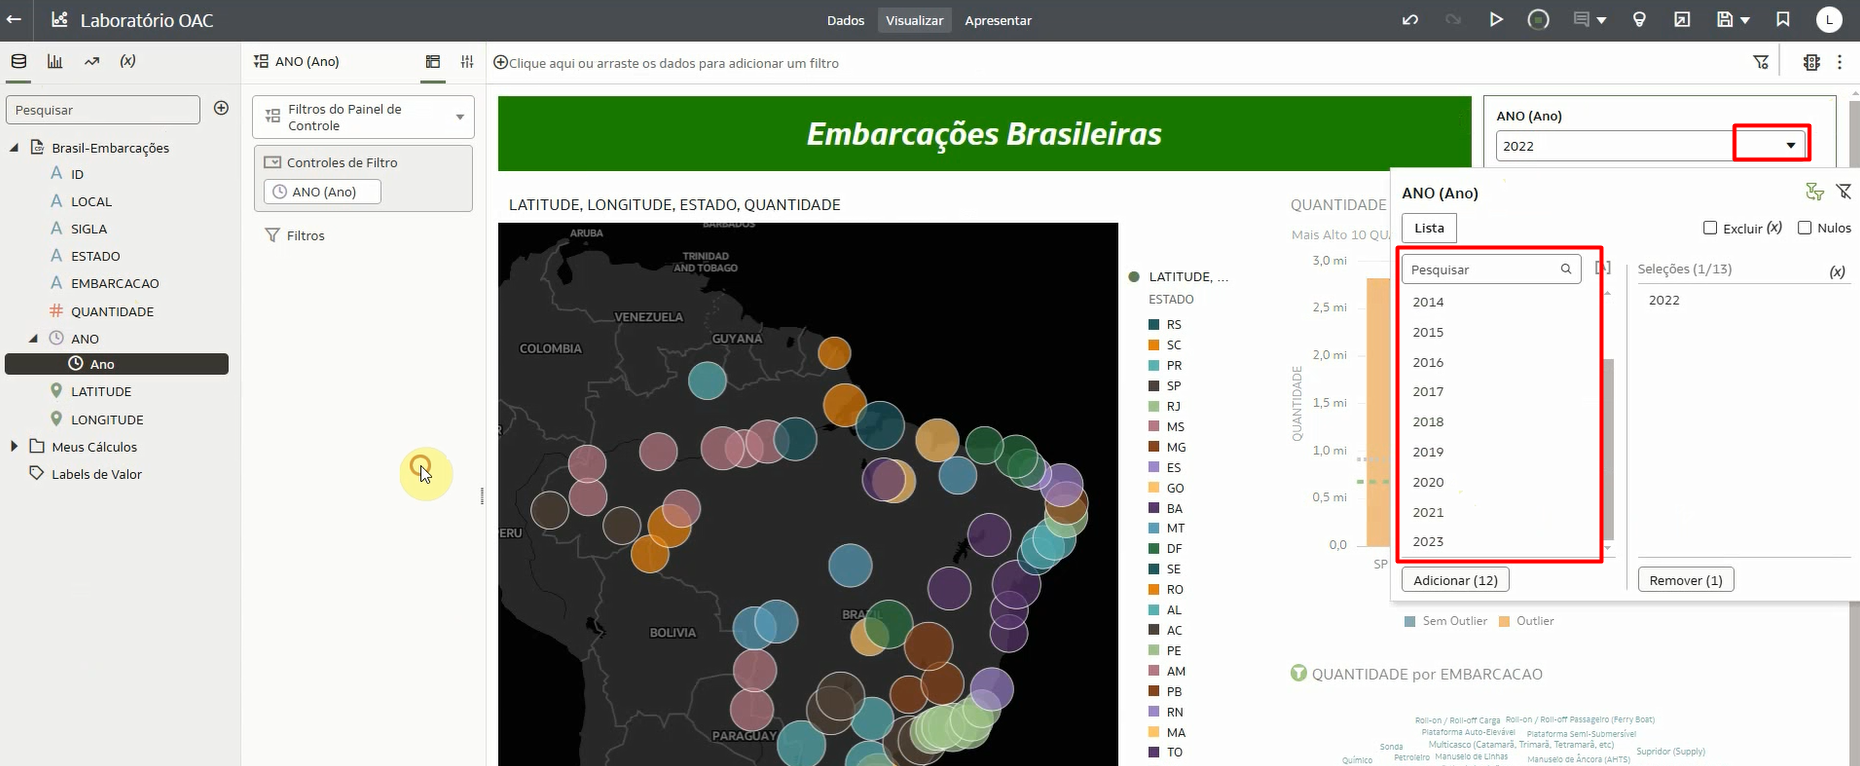 Laboratório OAC
Dados
Visualizar
Apresentar
L
(x)
ANO (Ano)
Clique aqui ou arraste os dados para adicionar um filtro
Pesquisar
Brasil-Embarcações
ID
LOCAL
SIGLA
ESTADO
EMBARCACAO
QUANTIDADE
ANO
Ano
LATITUDE
LONGITUDE
Meus Cálculos
Labels de Valor
Filtros do Painel de
Controle
Controles de Filtro
ANO (Ano)
Filtros
Embarcações Brasileiras
ANO (Ano)
2022
LATITUDE, LONGITUDE, ESTADO, QUANTIDADE
ARUBA
BARBADOS
TRINIDAD
AND TOBAGO
VENEZUELA
GUYANA
COLOMBIA
PERU
BRAZIL
BOLIVIA
PARAGUAY
LATITUDE, ...
ESTADO
RS
SC
PR
SP
RJ
MS
MG
ES
GO
BA
MT
DF
SE
RO
AL
AC
PE
AM
PB
RN
MA
TO
QUANTIDADE
Mais Alto 10 QU
QUANTIDADE
3,0 mi
2,5 mi
2,0 mi
1,5 mi
1,0 mi
0,5 mi
0,0
SP
ANO (Ano)
Lista
Excluir (x)
Nulos
Pesquisar
2014
2015
2016
2017
2018
2019
2020
2021
2023
Adicionar (12)
Seleções (1/13)
(x)
2022
Remover (1)
Sem Outlier
Outlier
QUANTIDADE por EMBARCACAO
Roll-on / Roll-off Carga
Roll-on / Roll-off Passageiro (Ferry Boat)
Plataforma Auto-Elevável
Plataforma Semi-Submersível
Sonda
Multicasco (Catamarã, Trimarã, Tetramarã, etc)
Supridor (Supply)
Químico
Petroleiro
Manuseio de Linhas
Manuseio de Âncora (AHTS)